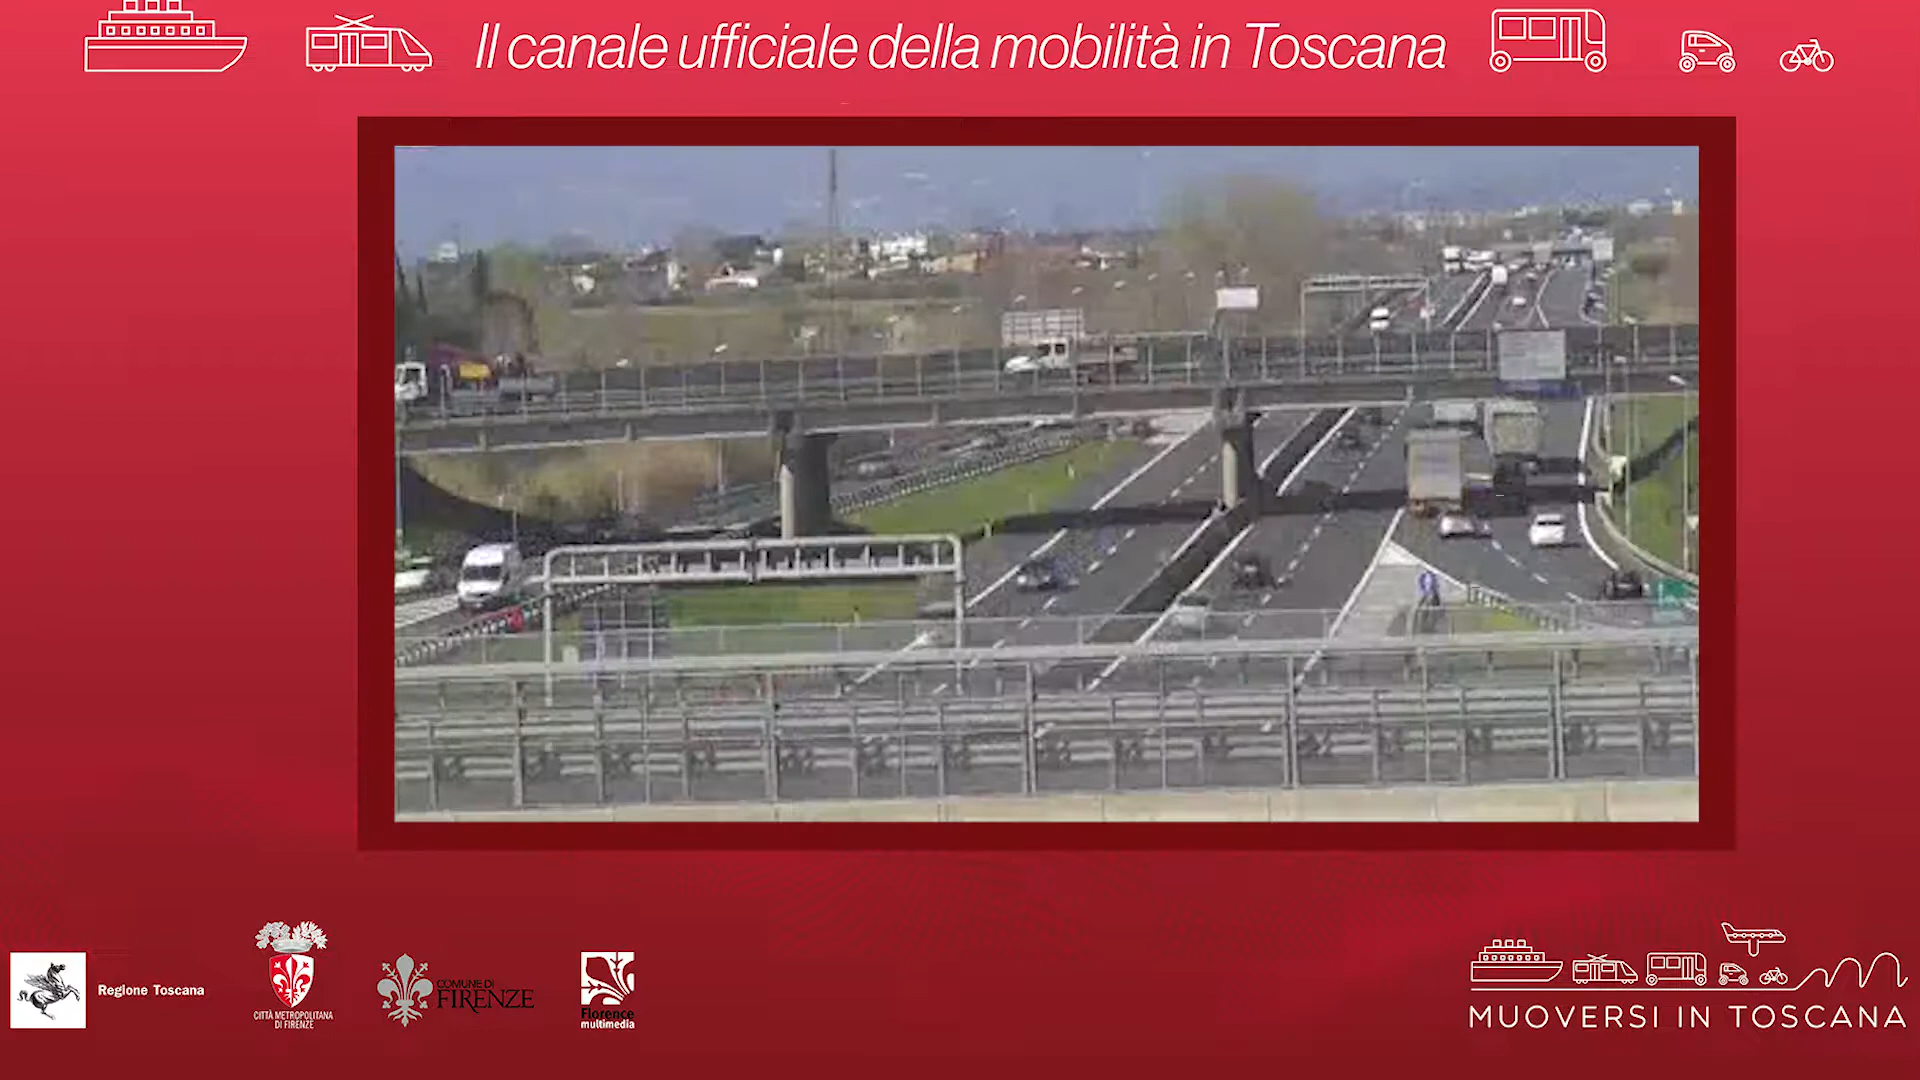 Il canale ufficiale della mobilità in Toscana
Regione Toscana
CITTÀ METROPOLITANA
DI FIRENZE
COMUNE DI
FIRENZE
Florence
multimedia
MUOVERSI IN TOSCANA